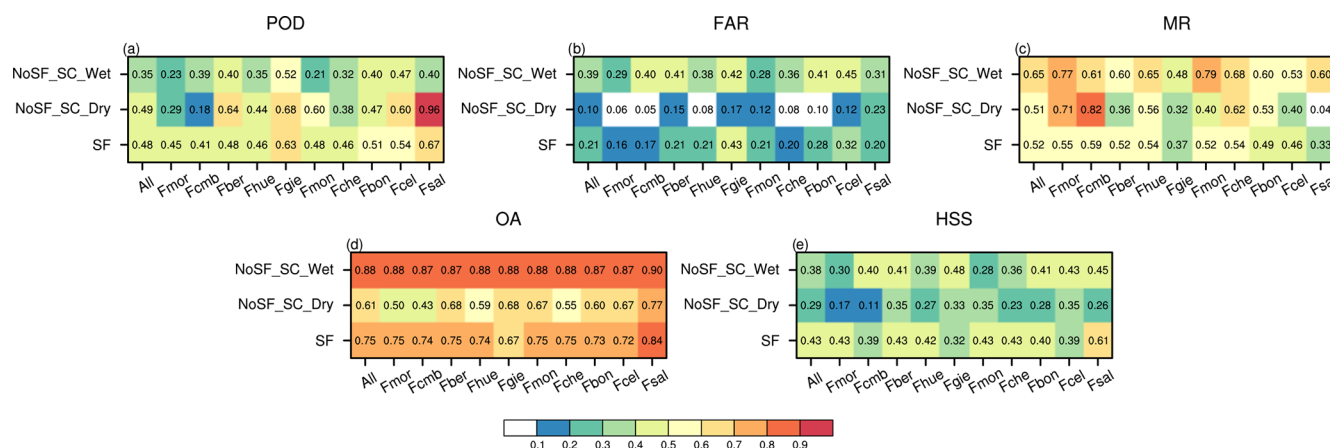 POD
(a)
NoSF_SC_Wet 0.35 0.23 0.39 0.40 0.35 0.52 0.21 0.32 0.40 0.47 0.40
NoSF_SC_Dry 0.49 0.29 0.18 0.64 0.44 0.68 0.60 0.38 0.47 0.60 0.96
SF 0.48 0.45 0.41 0.48 0.46 0.63 0.48 0.46 0.51 0.54 0.67
All Fmor Fcmb Fber Fhue Fgie Fmon Fche Fbon Fcel Fsal
FAR
(b)
NoSF_SC_Wet 0.39 0.29 0.40 0.41 0.38 0.42 0.28 0.36 0.41 0.45 0.31
NoSF_SC_Dry 0.10 0.06 0.05 0.15 0.08 0.17 0.12 0.08 0.10 0.12 0.23
SF 0.21 0.16 0.17 0.21 0.21 0.43 0.21 0.20 0.28 0.32 0.20
All Fmor Fcmb Fber Fhue Fgie Fmon Fche Fbon Fcel Fsal
MR
(c)
NoSF_SC_Wet 0.65 0.77 0.61 0.60 0.65 0.48 0.79 0.68 0.60 0.53 0.60
NoSF_SC_Dry 0.51 0.71 0.82 0.36 0.56 0.32 0.40 0.62 0.53 0.40 0.04
SF 0.52 0.55 0.59 0.52 0.54 0.37 0.52 0.54 0.49 0.46 0.33
All Fmor Fcmb Fber Fhue Fgie Fmon Fche Fbon Fcel Fsal
OA
(d)
NoSF_SC_Wet 0.88 0.88 0.87 0.87 0.88 0.88 0.88 0.88 0.87 0.87 0.90
NoSF_SC_Dry 0.61 0.50 0.43 0.68 0.59 0.68 0.67 0.55 0.60 0.67 0.77
SF 0.75 0.75 0.74 0.75 0.74 0.67 0.75 0.75 0.73 0.72 0.84
All Fmor Fcmb Fber Fhue Fgie Fmon Fche Fbon Fcel Fsal
HSS
(e)
NoSF_SC_Wet 0.38 0.30 0.40 0.41 0.39 0.48 0.28 0.36 0.41 0.43 0.45
NoSF_SC_Dry 0.29 0.17 0.11 0.35 0.27 0.33 0.35 0.23 0.28 0.35 0.26
SF 0.43 0.43 0.39 0.43 0.42 0.32 0.43 0.43 0.40 0.39 0.61
All Fmor Fcmb Fber Fhue Fgie Fmon Fche Fbon Fcel Fsal
0.1 0.2 0.3 0.4 0.5 0.6 0.7 0.8 0.9